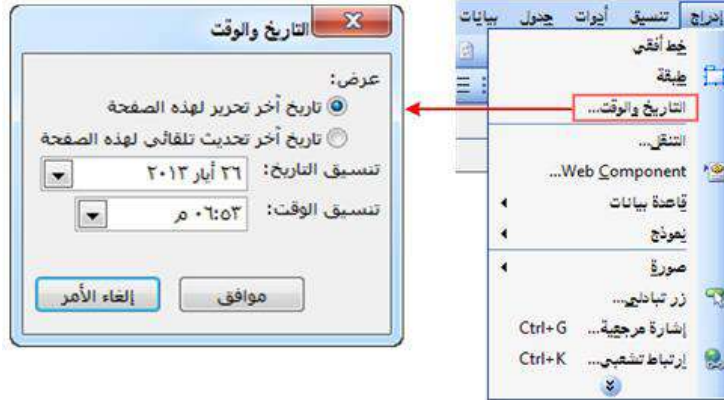 إدراج تنسيق أدوات جدول بيانات
خط أفقي
طبقة
التاريخ والوقت...
التنقل...
Web Component...
قاعدة بيانات
نموذج
صورة
زر تبادلي...
إشارة مرجعية... Ctrl+G
إرتباط تشعبي... Ctrl+K
التاريخ والوقت
عرض:
تاريخ آخر تحرير لهذه الصفحة
تاريخ آخر تحديث تلقائي لهذه الصفحة
تنسيق التاريخ: ٢٦ أيار ٢٠١٣
تنسيق الوقت: ٠٦:٥٣ م
موافق إلغاء الأمر